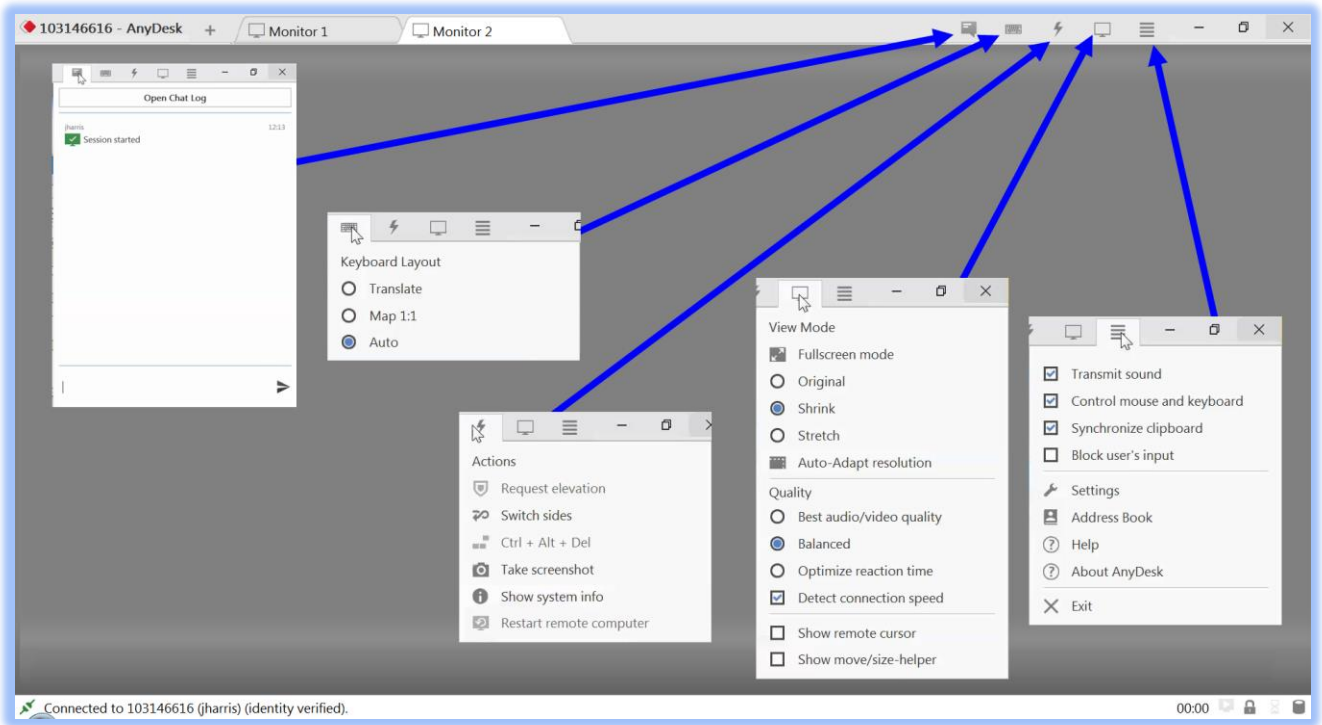 103146616 - AnyDesk + Monitor 1 Monitor 2
Open Chat Log
jharris 12:13
Session started
Keyboard Layout
Translate
Map 1:1
Auto
Actions
Request elevation
Switch sides
Ctrl + Alt + Del
Take screenshot
Show system info
Restart remote computer
View Mode
Fullscreen mode
Original
Shrink
Stretch
Auto-Adapt resolution
Quality
Best audio/video quality
Balanced
Optimize reaction time
Detect connection speed
Show remote cursor
Show move/size-helper
Transmit sound
Control mouse and keyboard
Synchronize clipboard
Block user's input
Settings
Address Book
Help
About AnyDesk
Exit
Connected to 103146616 (jharris) (identity verified). 00:00